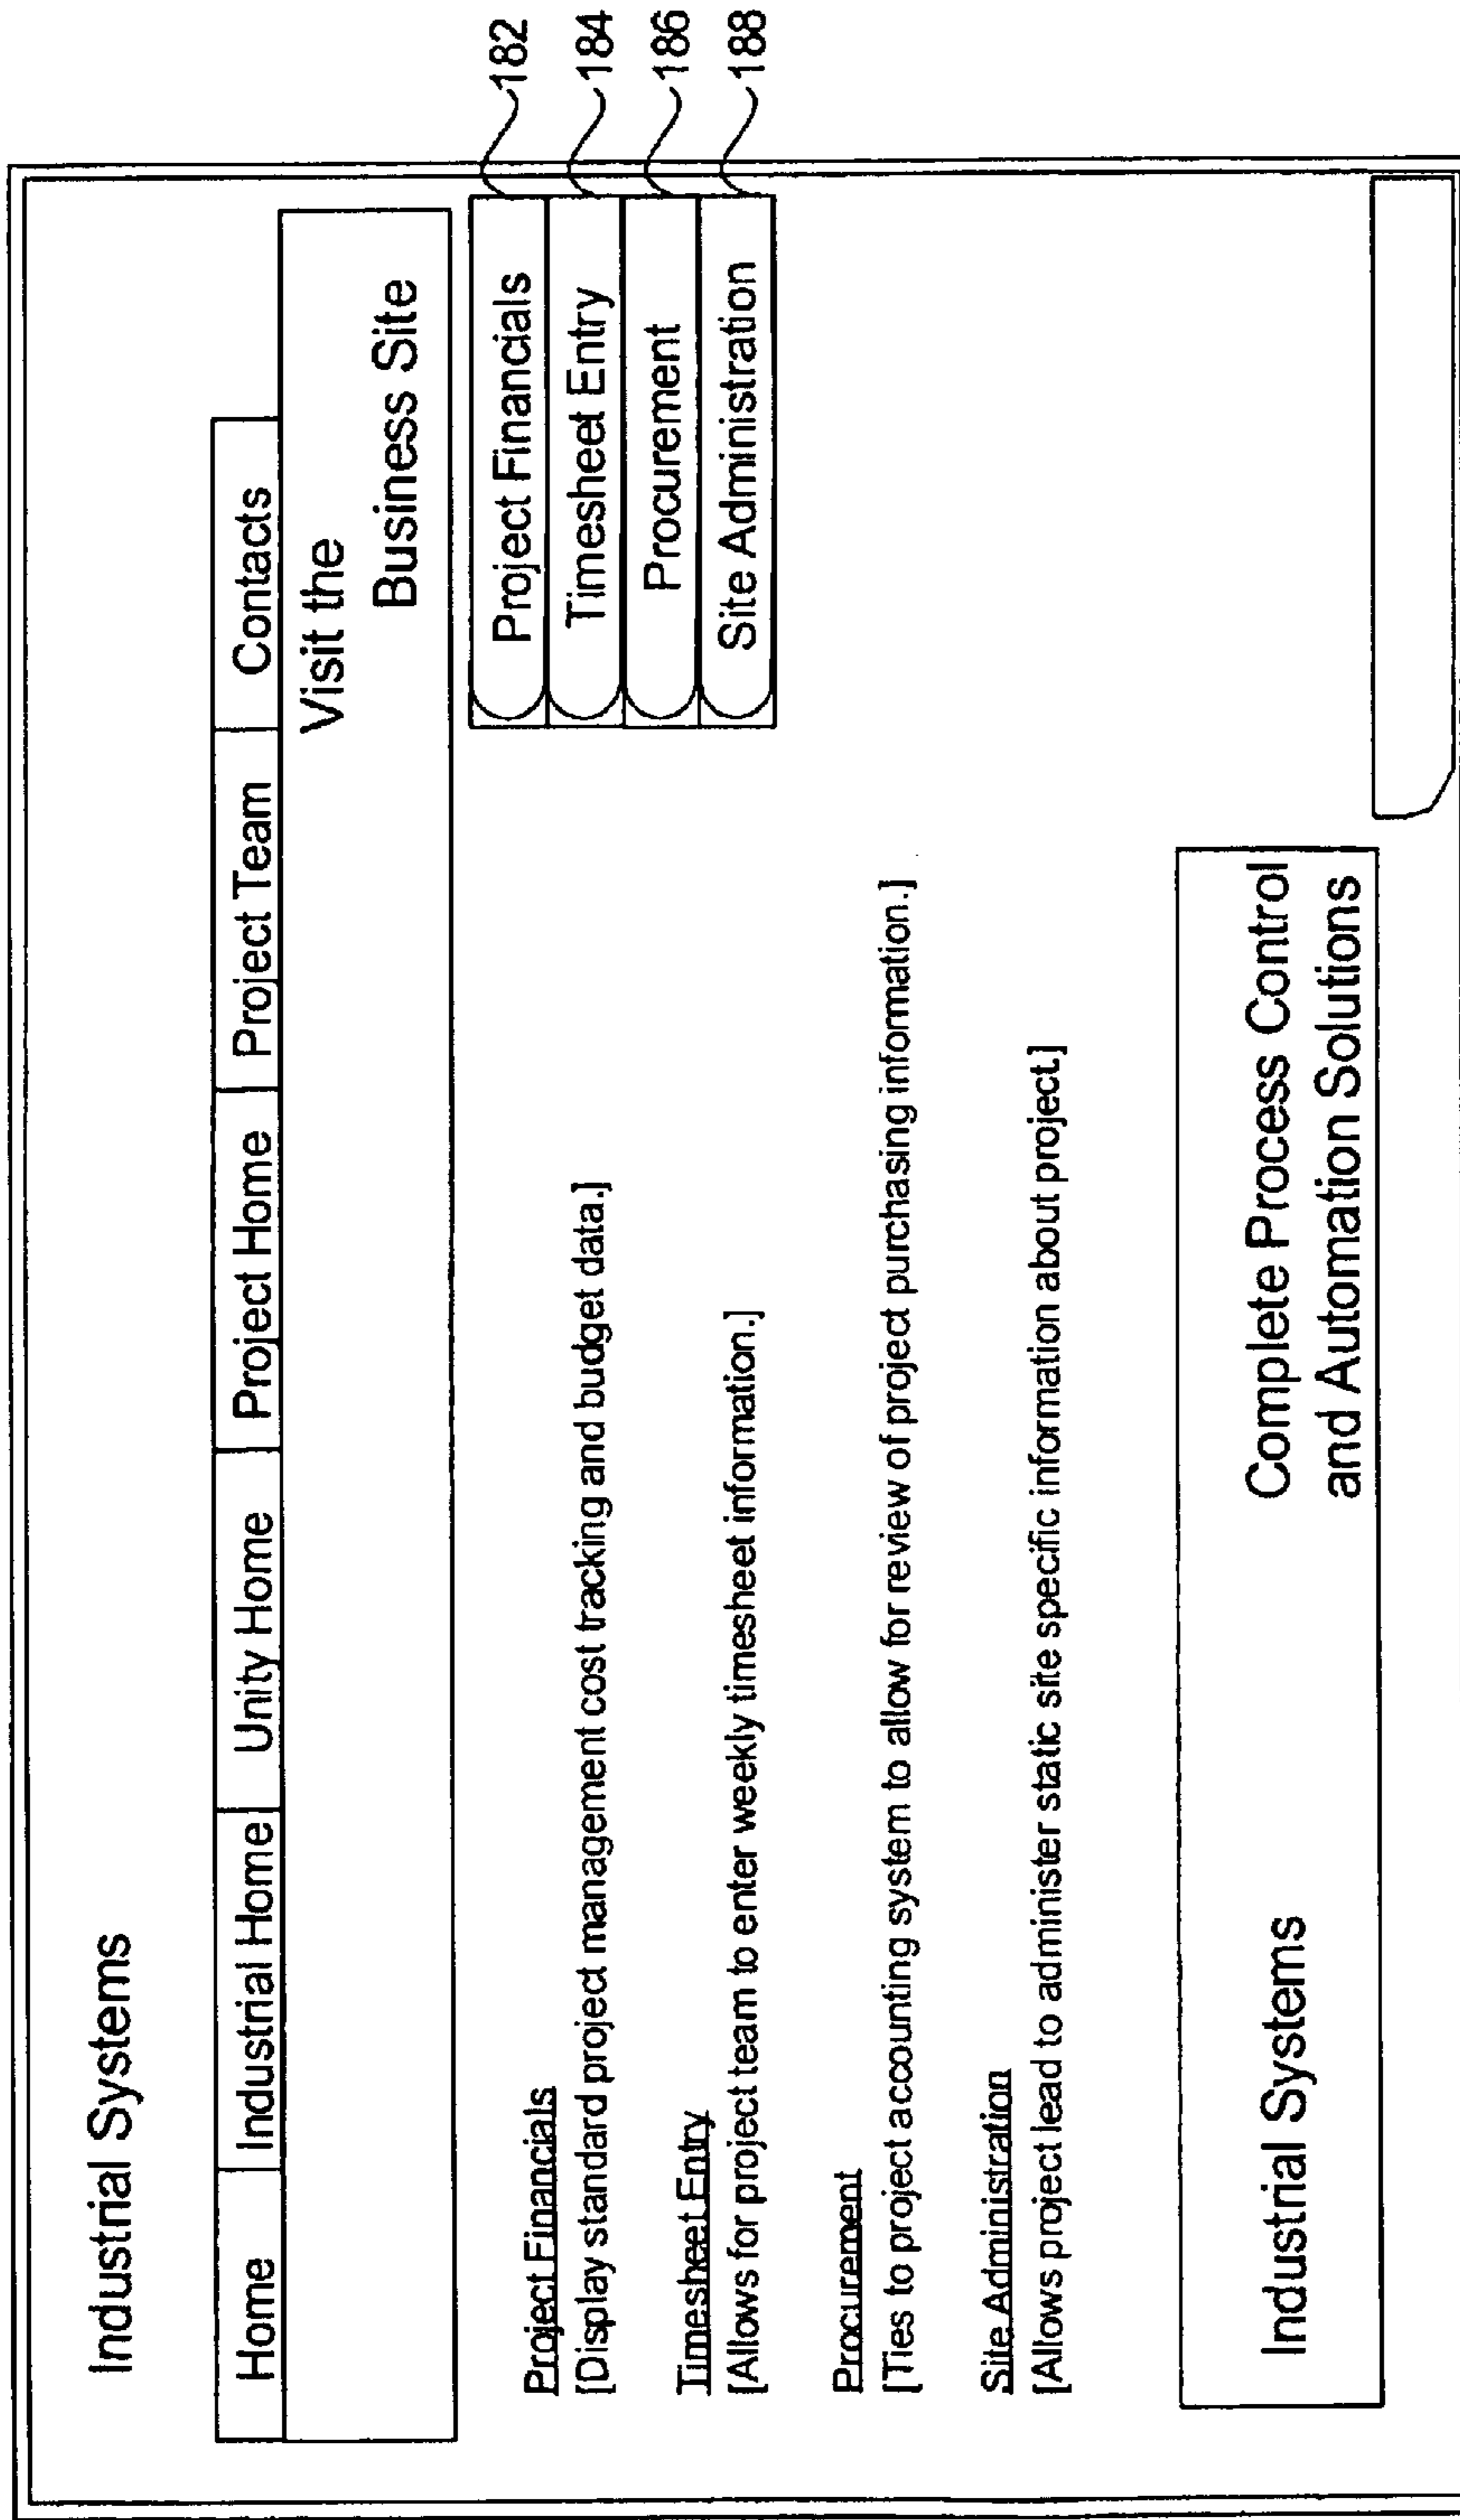 Industrial Systems
Home Industrial Home Unity Home Project Home Project Team Contacts
Visit the
Business Site
Project Financials
[Display standard project management cost tracking and budget data.]
Timesheet Entry
[Allows for project team to enter weekly timesheet information.]
Procurement
[Ties to project accounting system to allow for review of project purchasing information.]
Site Administration
[Allows project lead to administer static site specific information about project.]
Project Financials 182
Timesheet Entry 184
Procurement 186
Site Administration 188
Industrial Systems
Complete Process Control
and Automation Solutions